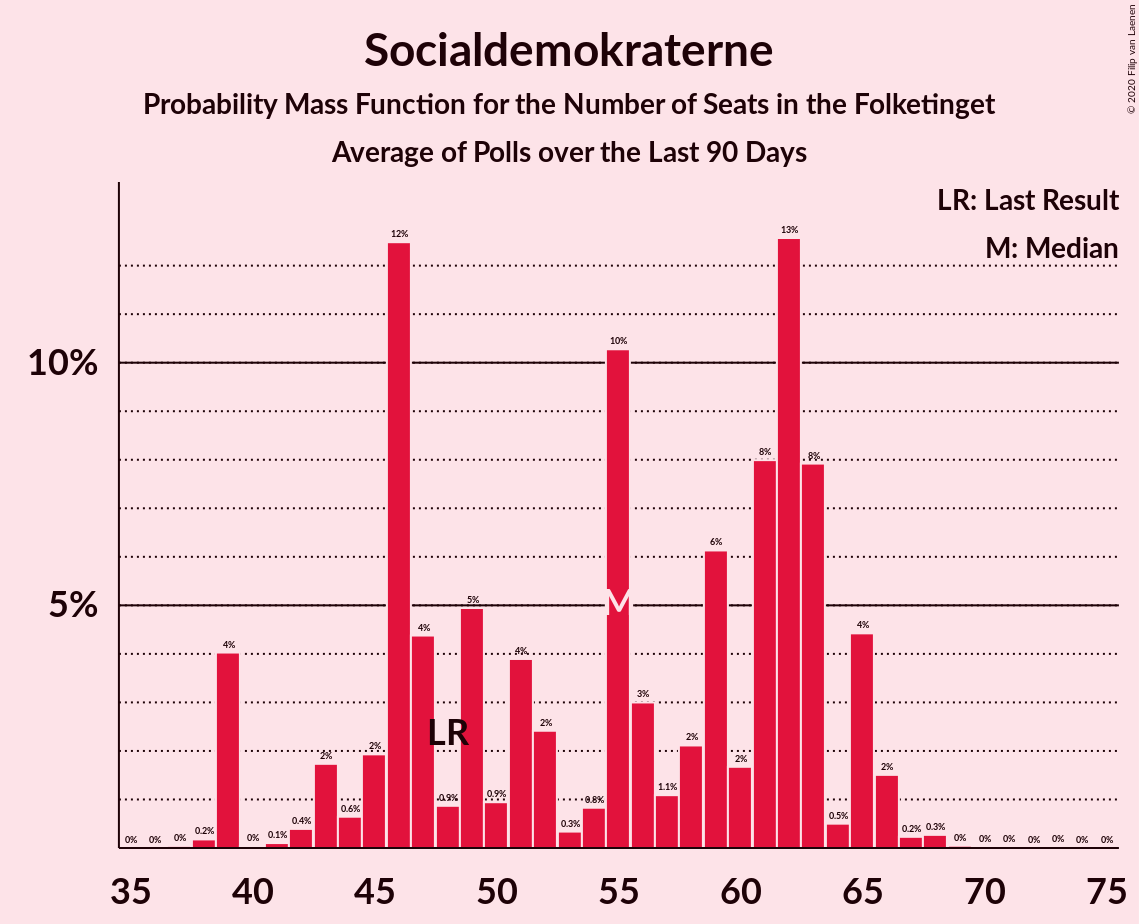 Socialdemokraterne
Probability Mass Function for the Number of Seats in the Folketinget
Average of Polls over the Last 90 Days
© 2020 Filip van Laenen
LR: Last Result
M: Median
10%
5%
0% 0% 0% 0.2% 4% 0% 0.1% 0.4% 2% 0.6% 2% 12% 4% 0.9% 5% 0.9% 4% 2% 0.3% 0.8% 10% 3% 1.1% 2% 6% 2% 8% 13% 8% 0.5% 4% 2% 0.2% 0.3% 0% 0% 0% 0% 0% 0% 0%
LR
M
35 40 45 50 55 60 65 70 75